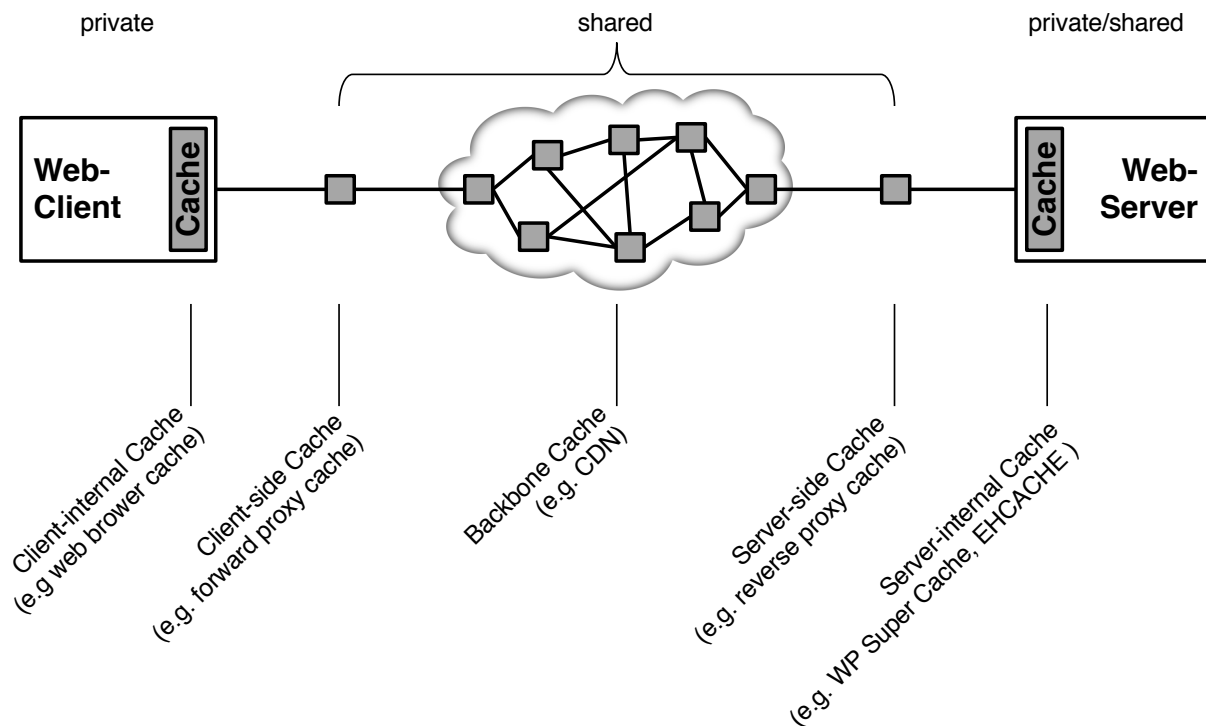 private
shared
private/shared
Web-
Client
Cache
Cache
Web-
Server
Client-internal Cache
(e.g web brower cache)
Client-side Cache
(e.g. forward proxy cache)
Backbone Cache
(e.g. CDN)
Server-side Cache
(e.g. reverse proxy cache)
Server-internal Cache
(e.g. WP Super Cache, EHCACHE )